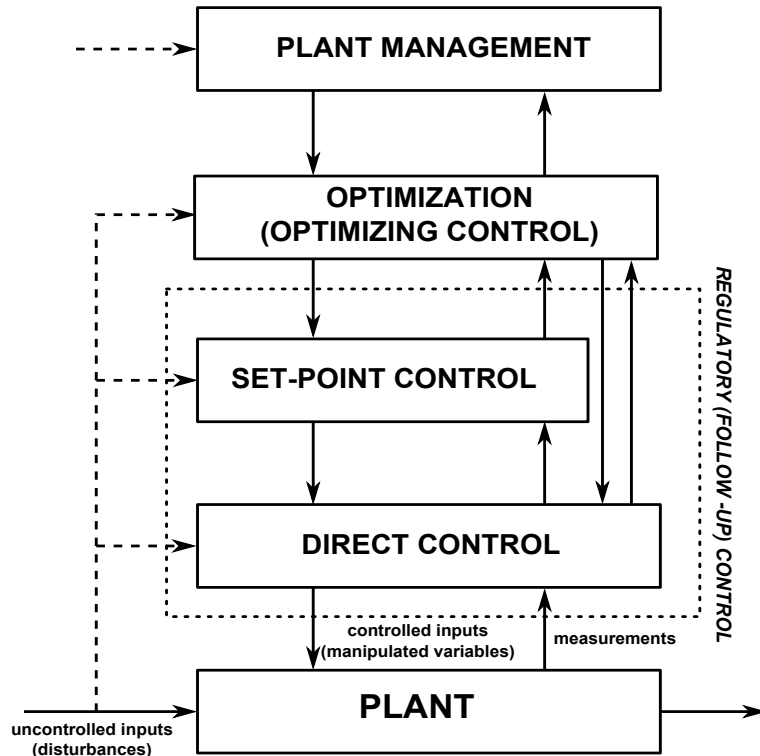 PLANT MANAGEMENT
OPTIMIZATION
(OPTIMIZING CONTROL)
SET-POINT CONTROL
DIRECT CONTROL
REGULATORY (FOLLOW -UP) CONTROL
controlled inputs
(manipulated variables)
measurements
PLANT
uncontrolled inputs
(disturbances)